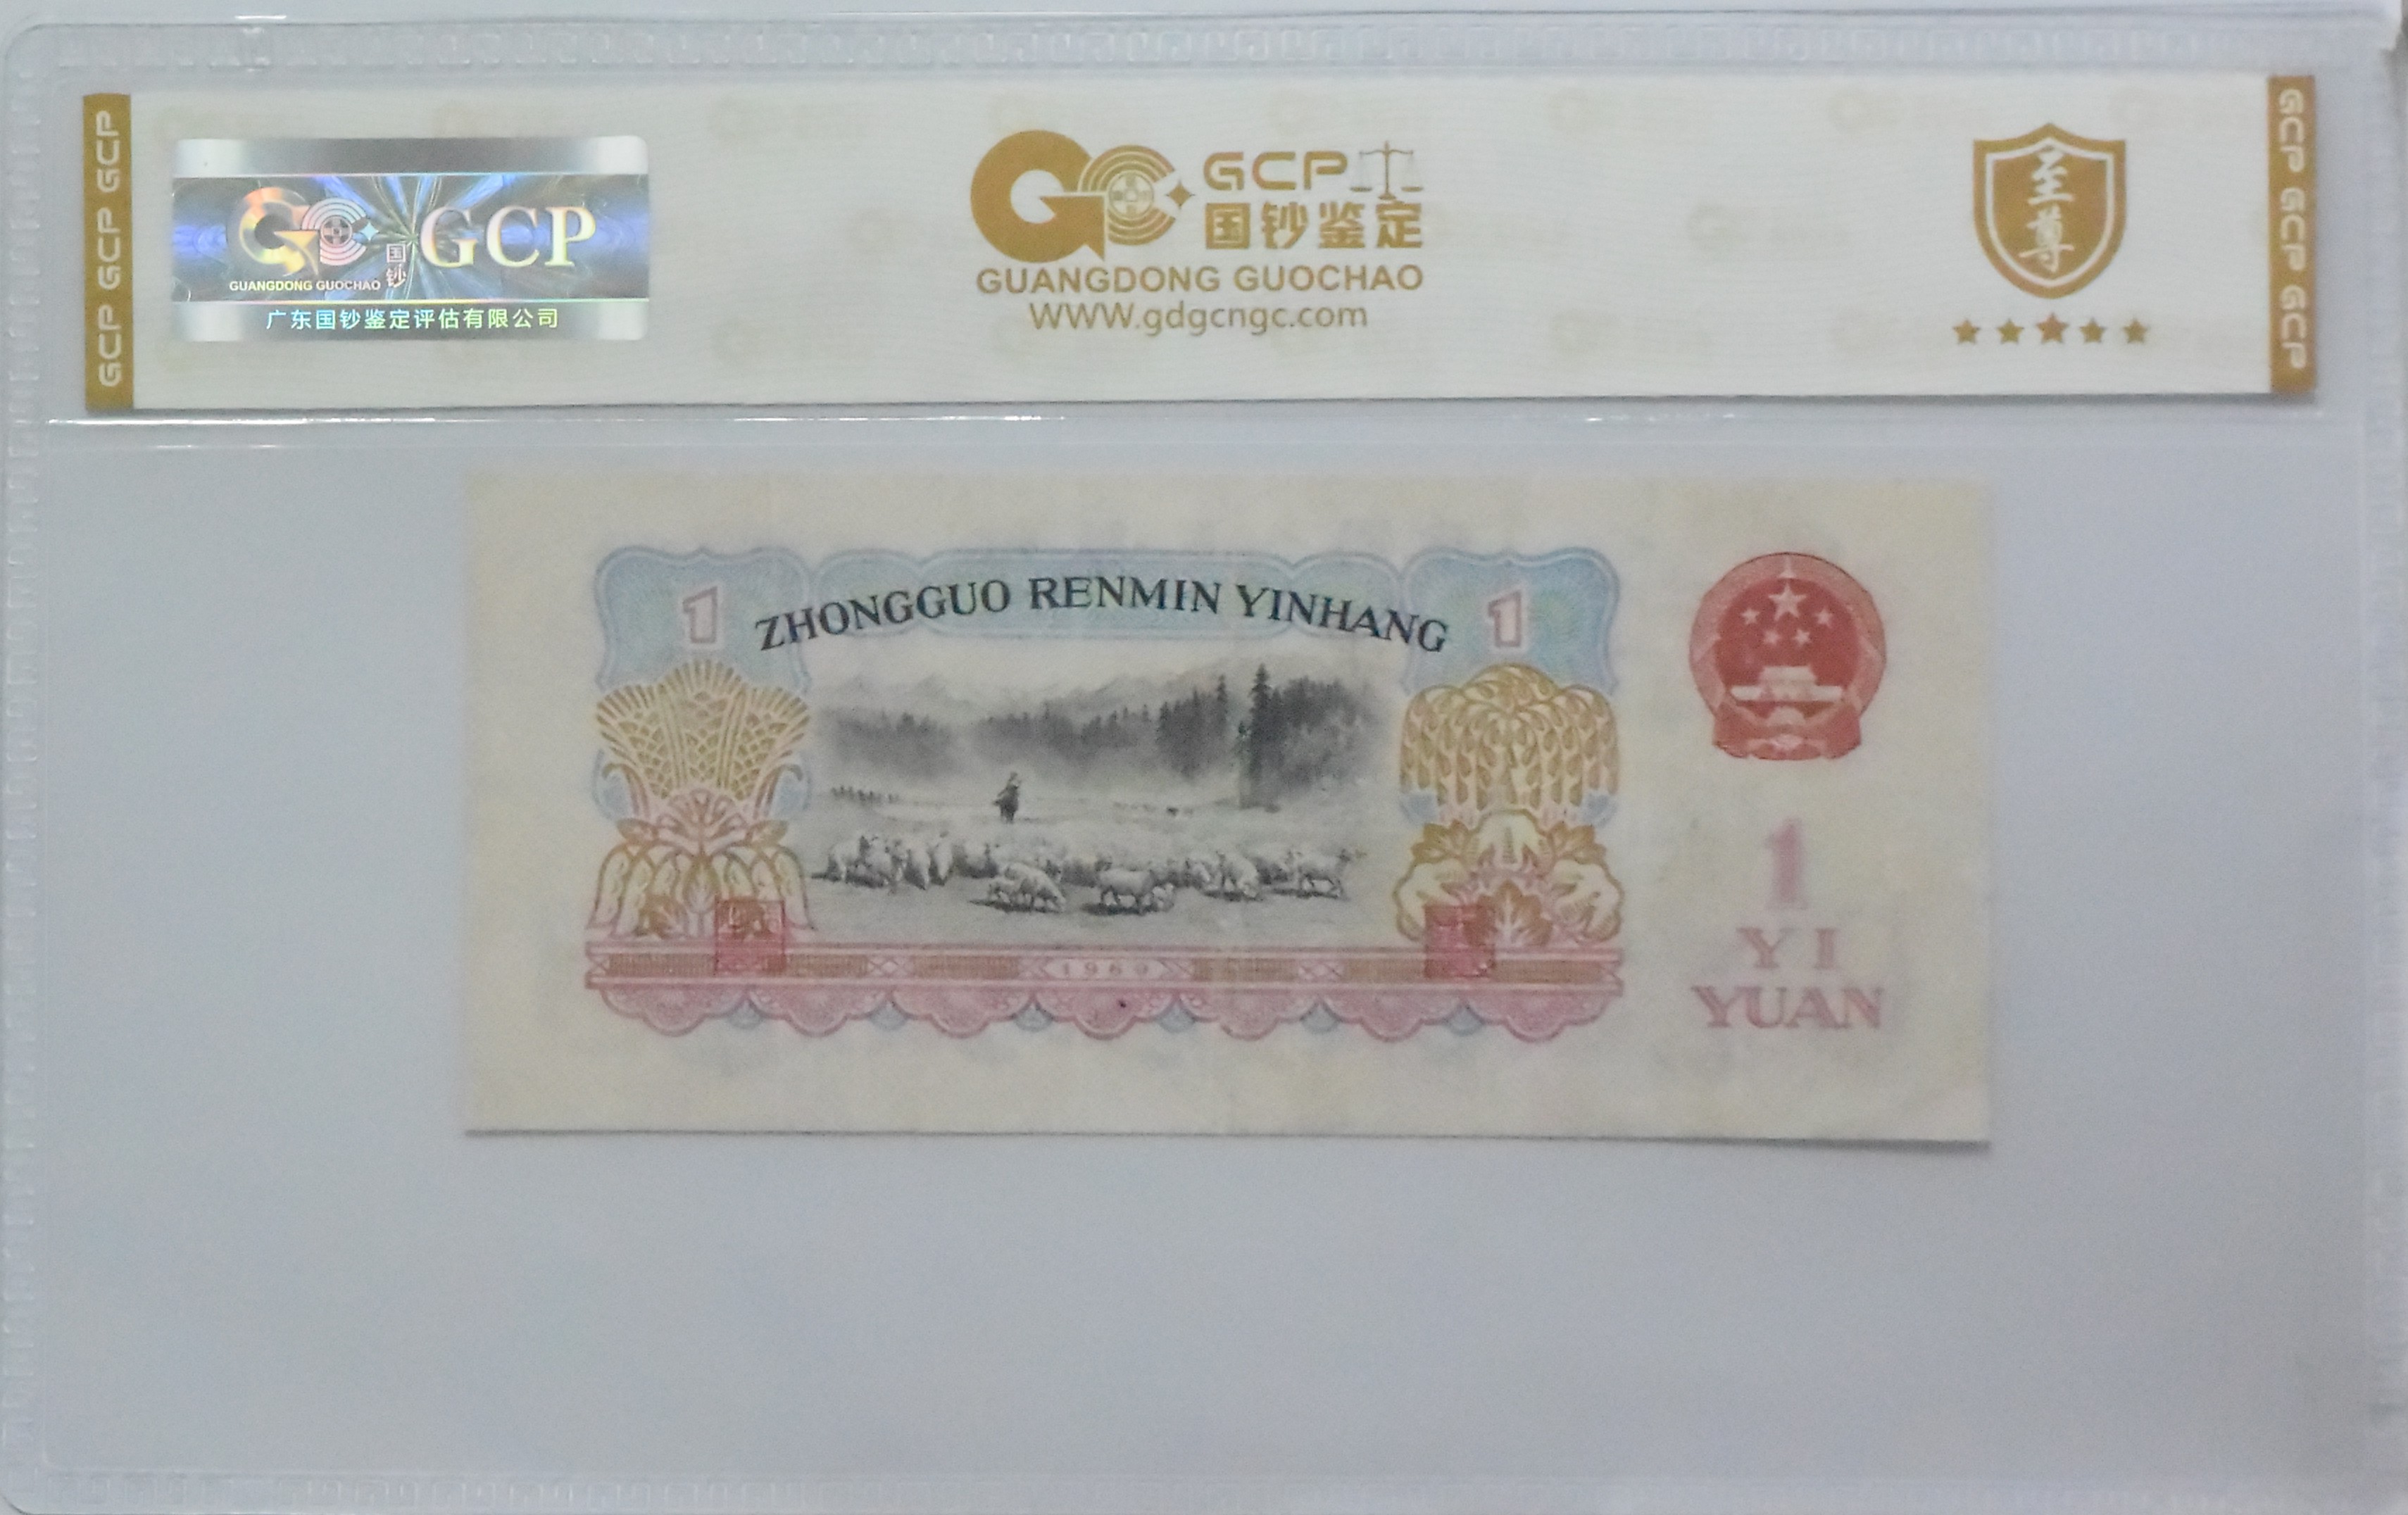 GCP GCP GCP
GCP
国钞
GUANGDONG GUOCHAO
广东国钞鉴定评估有限公司
GCP
国钞鉴定
GUANGDONG GUOCHAO
WWW.gdgcngc.com
至尊
GCP GCP GCP
1
ZHONGGUO RENMIN YINHANG
1
1960
1
YI
YUAN